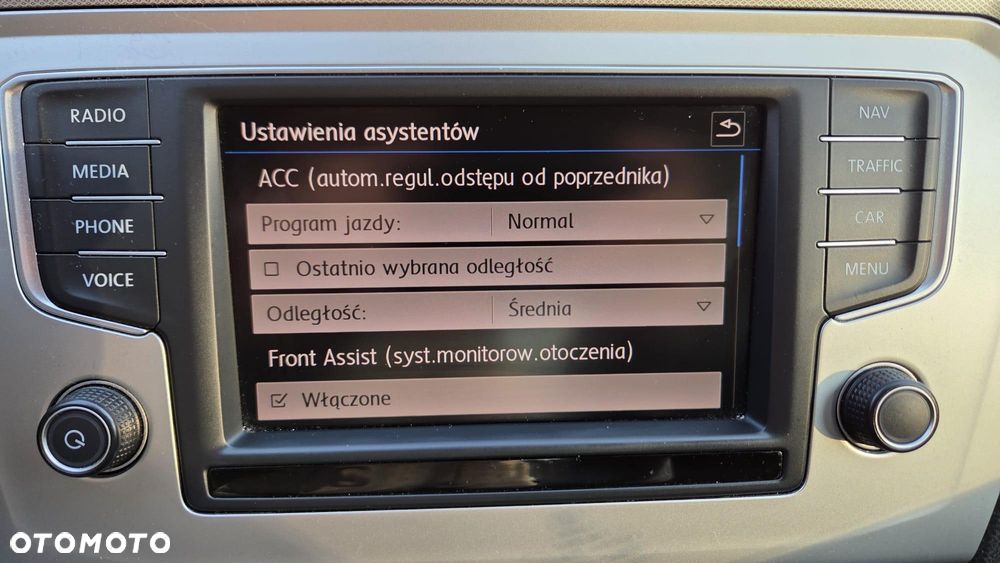 Ustawienia asystentów
ACC (autom.regul.odstępu od poprzednika)
Program jazdy: Normal
Ostatnio wybrana odległość
Odległość: Średnia
Front Assist (syst.monitorow.otoczenia)
Włączone
RADIO
MEDIA
PHONE
VOICE
NAV
TRAFFIC
CAR
MENU
OTOMOTO